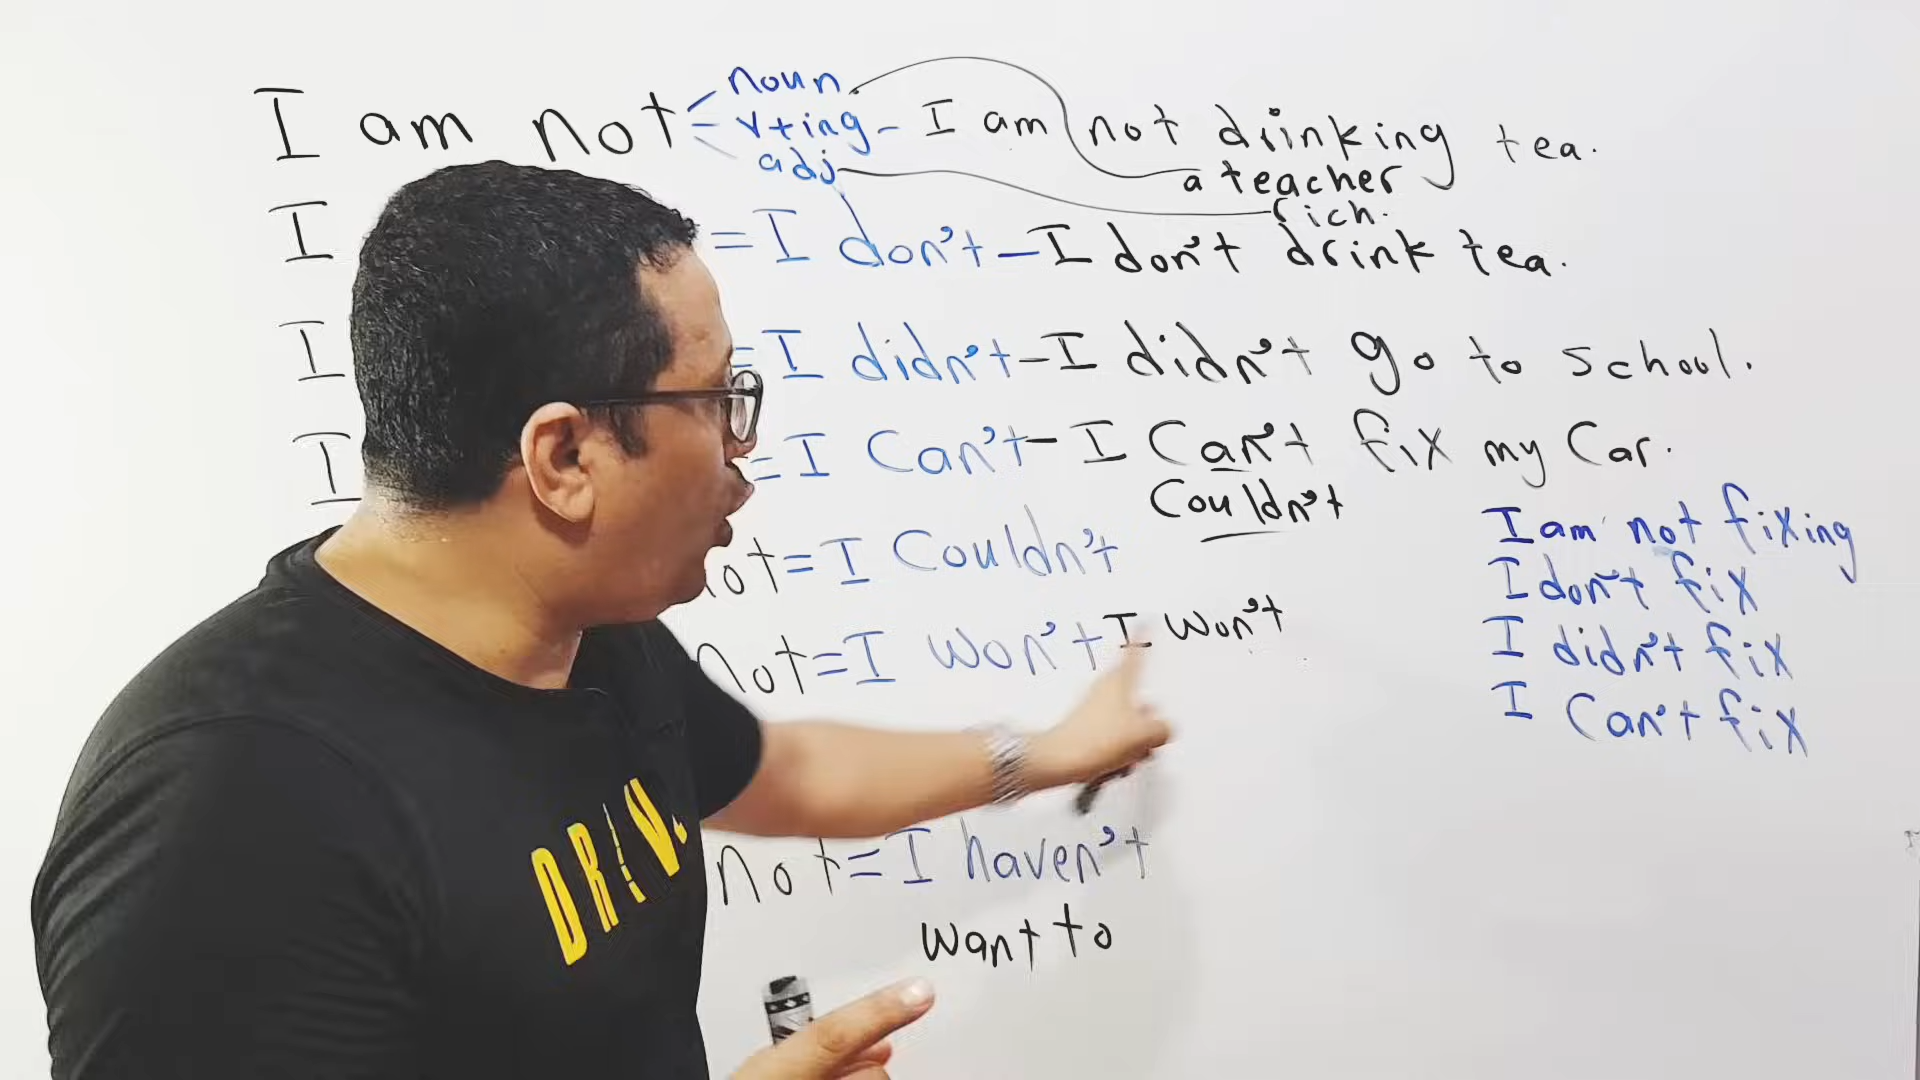 I am not
noun
v+ing - I am not drinking tea.
adj
a teacher
rich.
I = I don't - I don't drink tea.
I = I didn't - I didn't go to school.
I = I Can't - I Can't fix my Car.
Couldn't
not = I Couldn't
not = I won't I won't
not = I haven't
want to
I am not fixing
I don't fix
I didn't fix
I Can't fix
DRIV